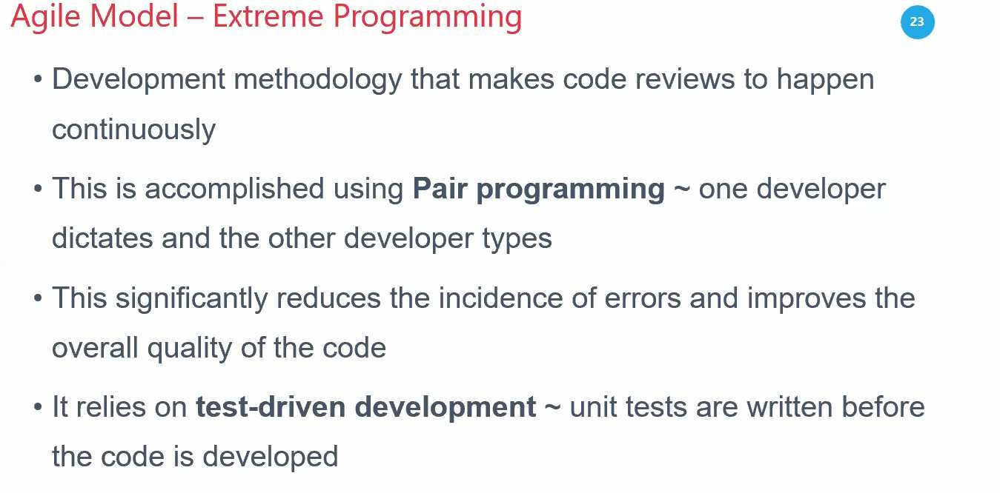 Agile Model – Extreme Programming
23
• Development methodology that makes code reviews to happen
continuously
• This is accomplished using Pair programming ~ one developer
dictates and the other developer types
• This significantly reduces the incidence of errors and improves the
overall quality of the code
• It relies on test-driven development ~ unit tests are written before
the code is developed